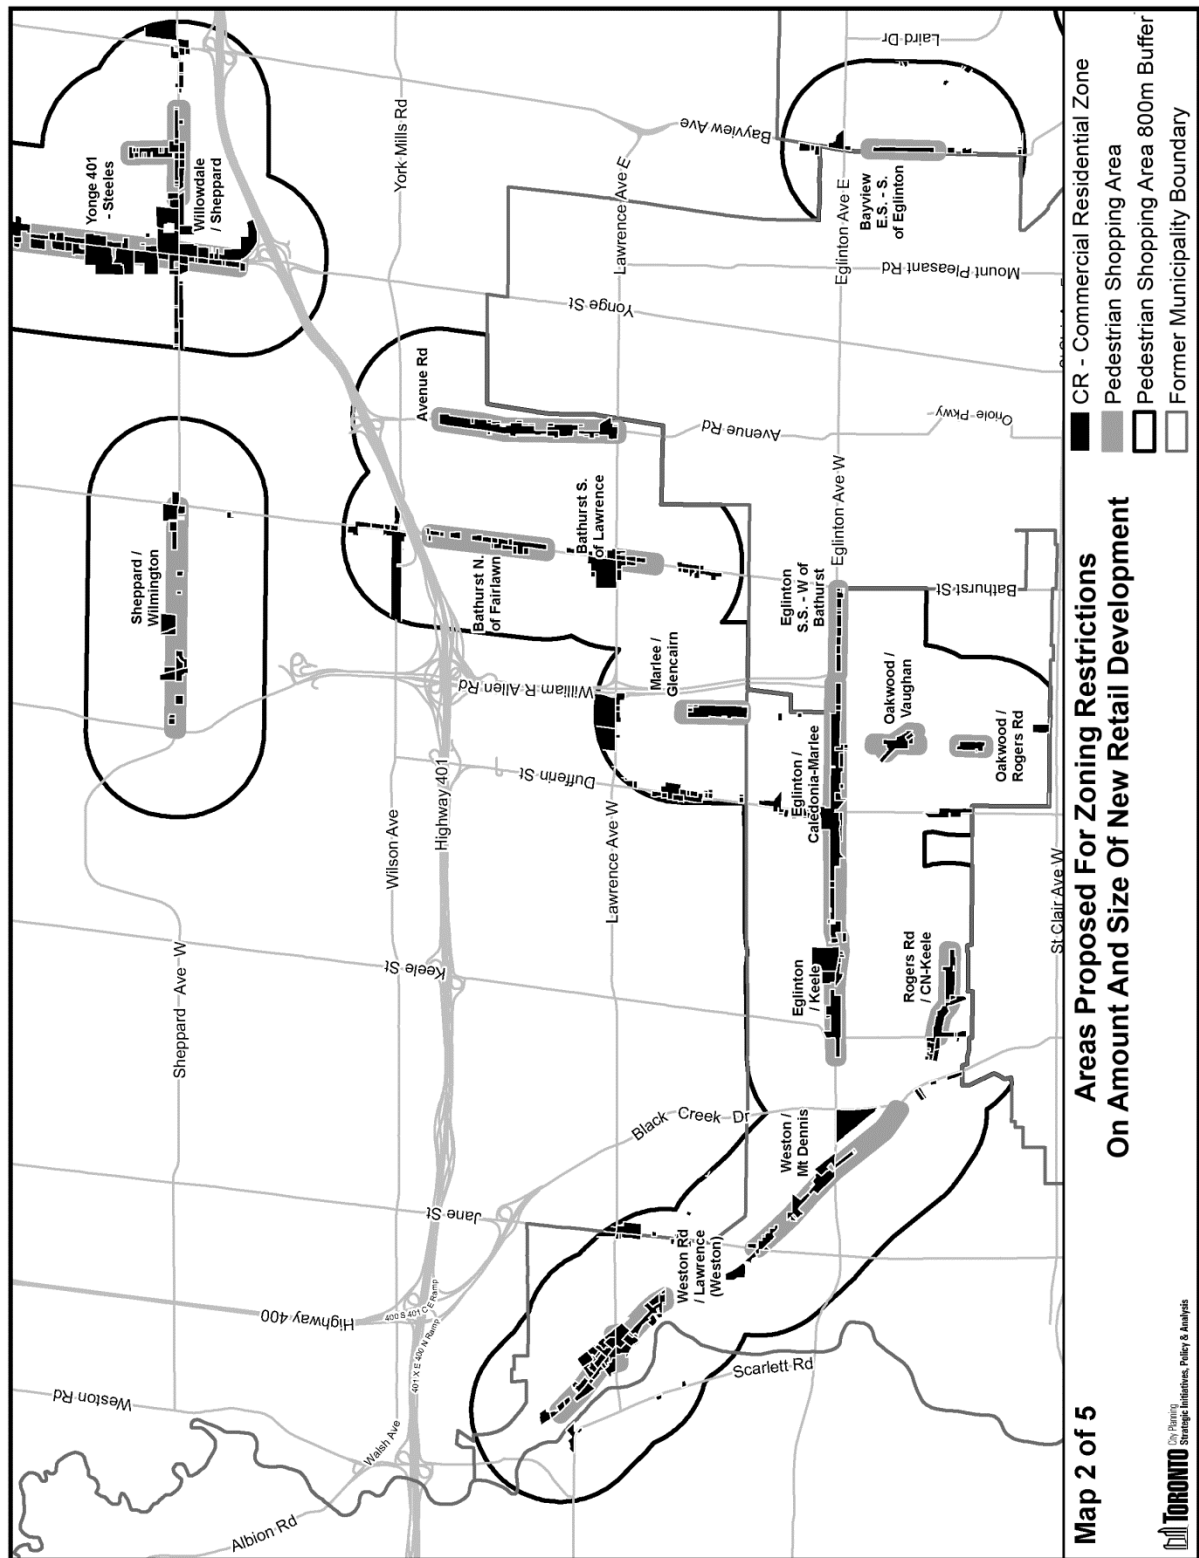 Yonge 401
- Steeles
Willowdale
/ Sheppard
York Mills Rd
Lawrence Ave E
Bayview Ave
Laird Dr
Bayview
E.S. - S.
of Eglinton
Eglinton Ave E
Mount Pleasant Rd
Yonge St
Avenue Rd
Avenue Rd
Oriole Pkwy
Sheppard /
Wilmington
Bathurst N.
of Fairlawn
Bathurst S.
of Lawrence
Eglinton Ave W
Eglinton
S.S. - W of
Bathurst
Bathurst St
William R Allen Rd
Marlee /
Glencairn
Oakwood /
Vaughan
Oakwood /
Rogers Rd
Dufferin St
Eglinton /
Caledonia-Marlee
Wilson Ave
Highway 401
Lawrence Ave W
St Clair Ave W
Sheppard Ave W
Keele St
Eglinton
/ Keele
Rogers Rd
/ CN-Keele
Black Creek Dr
Weston /
Mt Dennis
Jane St
Weston Rd
/ Lawrence
(Weston)
Highway 400
400 S 401 C E Ramp
401 X E 400 N Ramp
Scarlett Rd
Weston Rd
Walsh Ave
Albion Rd
Map 2 of 5
Areas Proposed For Zoning Restrictions
On Amount And Size Of New Retail Development
CR - Commercial Residential Zone
Pedestrian Shopping Area
Pedestrian Shopping Area 800m Buffer
Former Municipality Boundary
TORONTO City Planning
Strategic Initiatives, Policy & Analysis